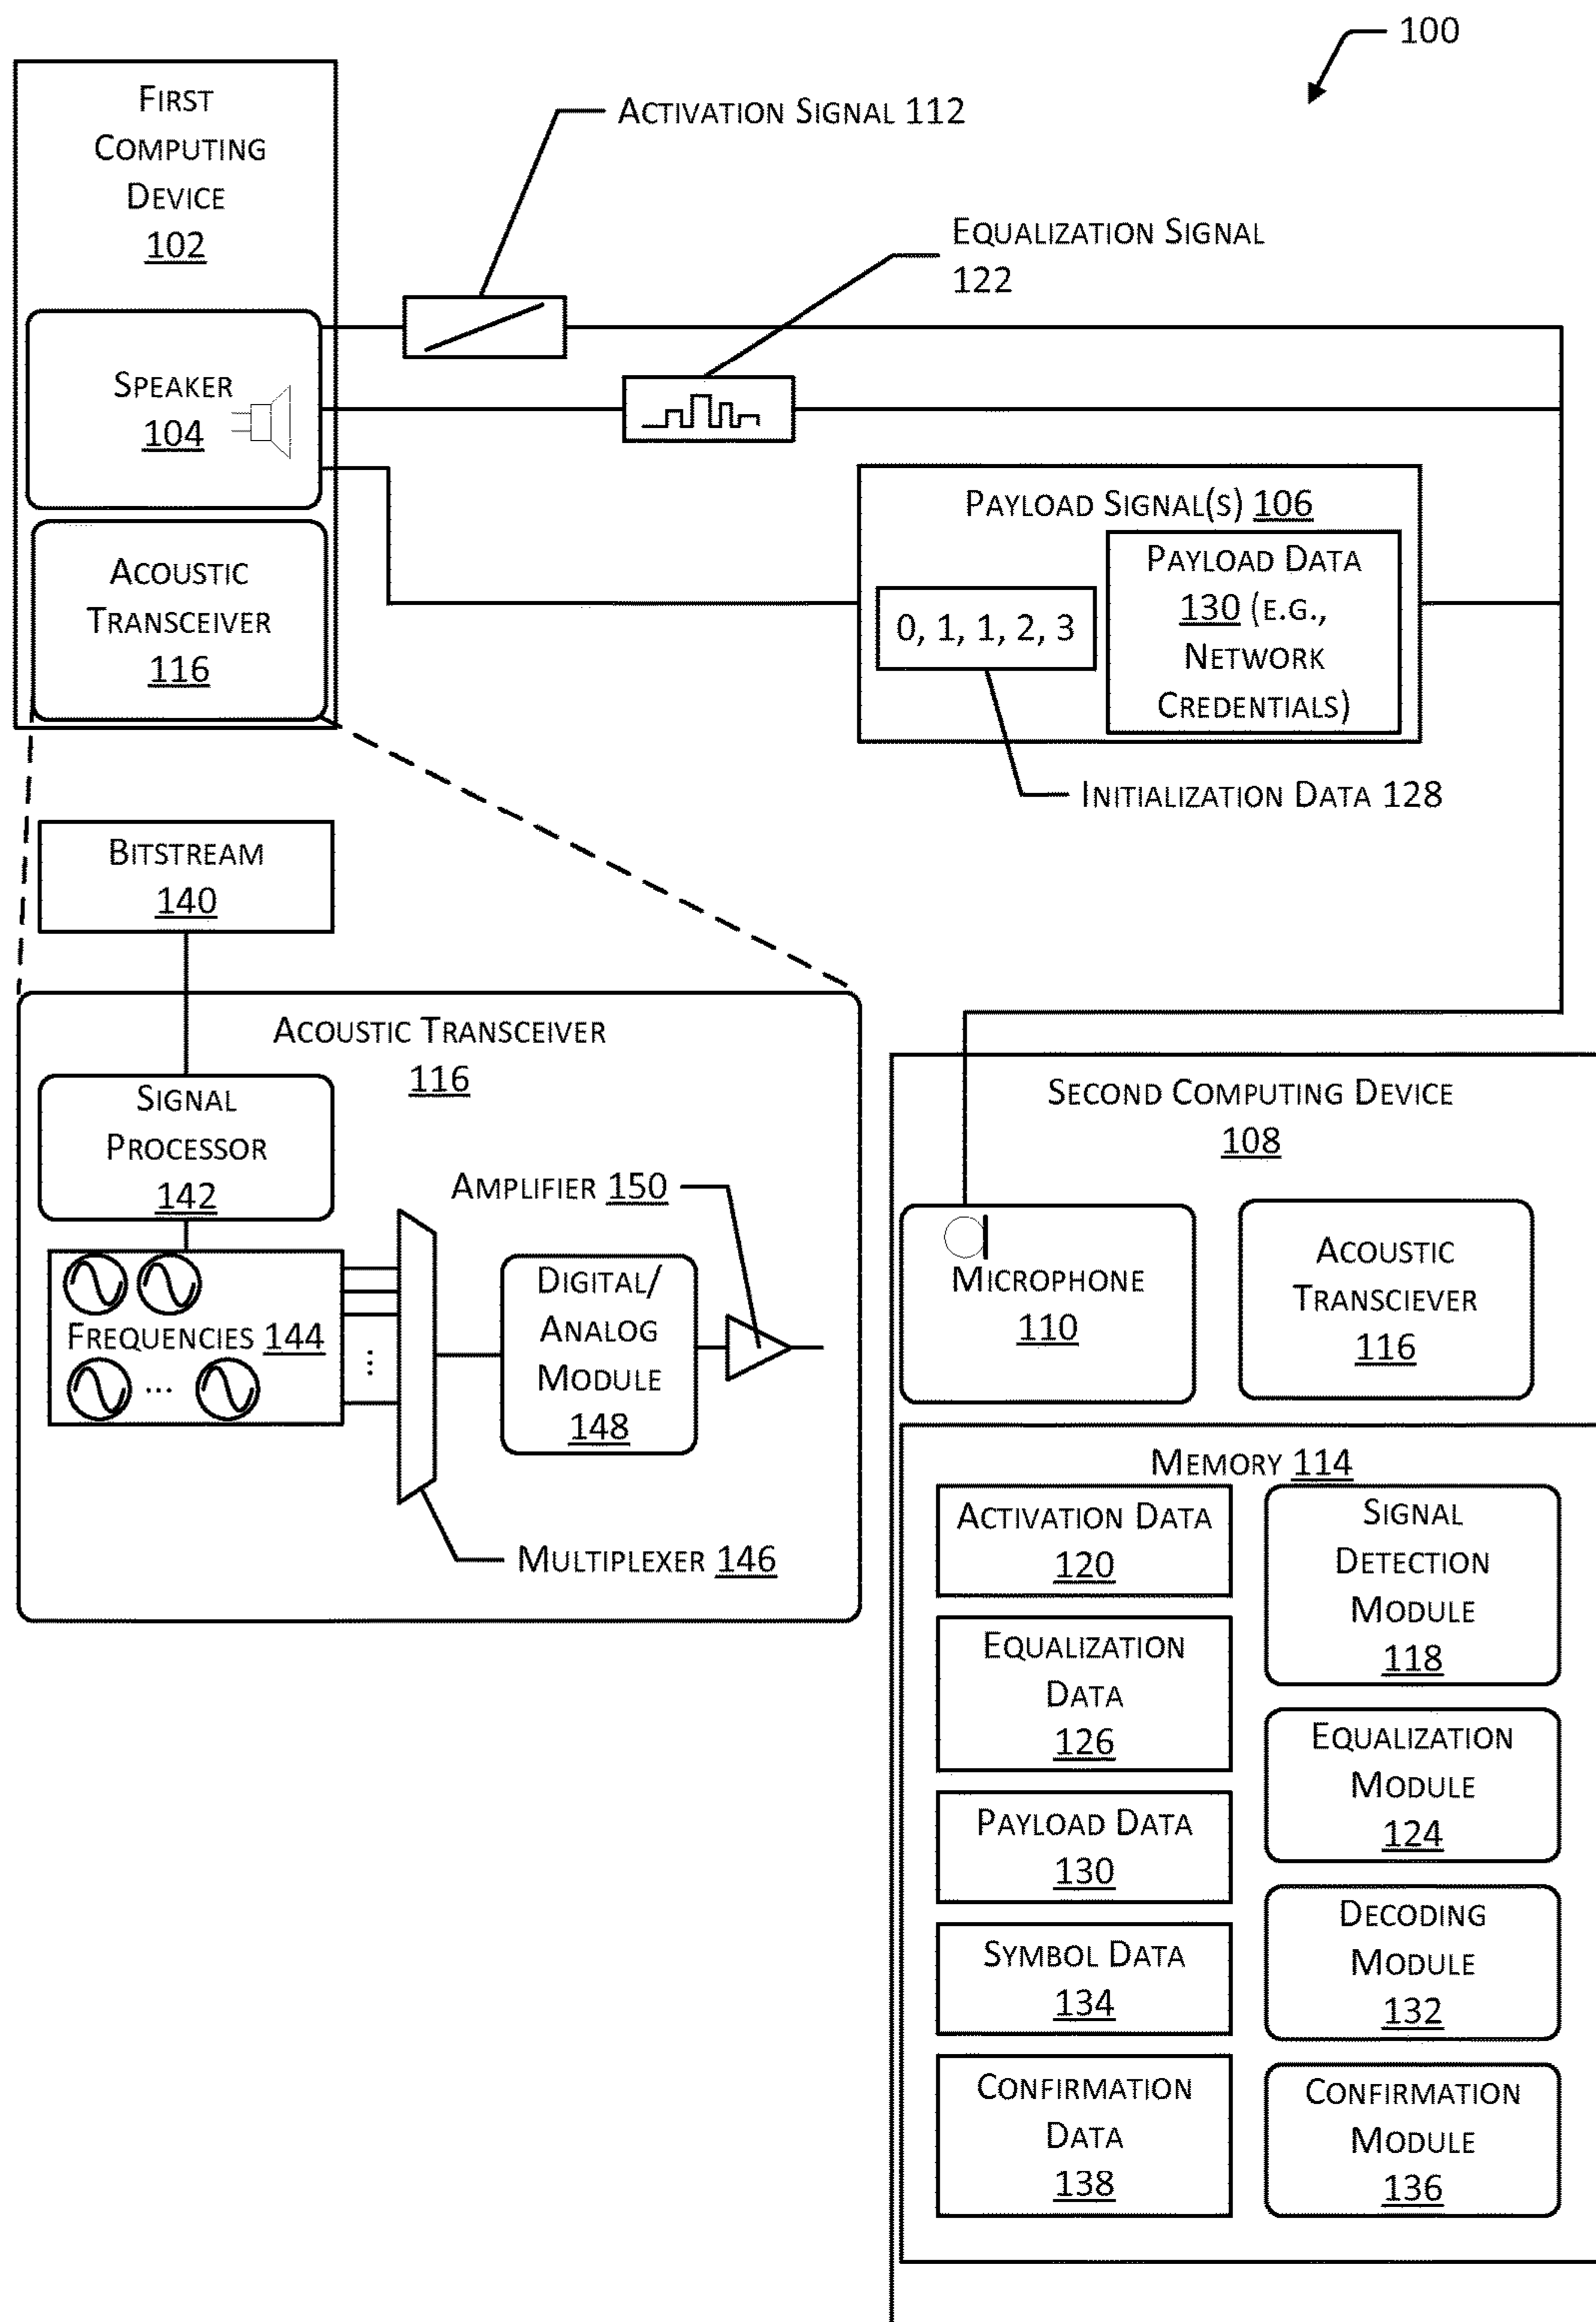 100
FIRST
COMPUTING
DEVICE
102
ACTIVATION SIGNAL 112
EQUALIZATION SIGNAL
122
SPEAKER
104
ACOUSTIC
TRANSCEIVER
116
PAYLOAD SIGNAL(S) 106
0, 1, 1, 2, 3
PAYLOAD DATA
130 (E.G.,
NETWORK
CREDENTIALS)
INITIALIZATION DATA 128
BITSTREAM
140
ACOUSTIC TRANSCEIVER
116
SIGNAL
PROCESSOR
142
FREQUENCIES 144
...
...
AMPLIFIER 150
DIGITAL/
ANALOG
MODULE
148
MULTIPLEXER 146
SECOND COMPUTING DEVICE
108
MICROPHONE
110
ACOUSTIC
TRANSCIEVER
116
MEMORY 114
ACTIVATION DATA
120
EQUALIZATION
DATA
126
PAYLOAD DATA
130
SYMBOL DATA
134
CONFIRMATION
DATA
138
SIGNAL
DETECTION
MODULE
118
EQUALIZATION
MODULE
124
DECODING
MODULE
132
CONFIRMATION
MODULE
136